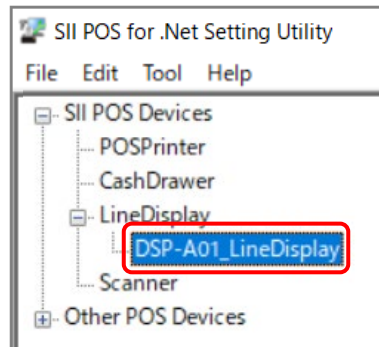 SII POS for .Net Setting Utility
File Edit Tool Help
SII POS Devices
POSPrinter
CashDrawer
LineDisplay
DSP-A01_LineDisplay
Scanner
Other POS Devices